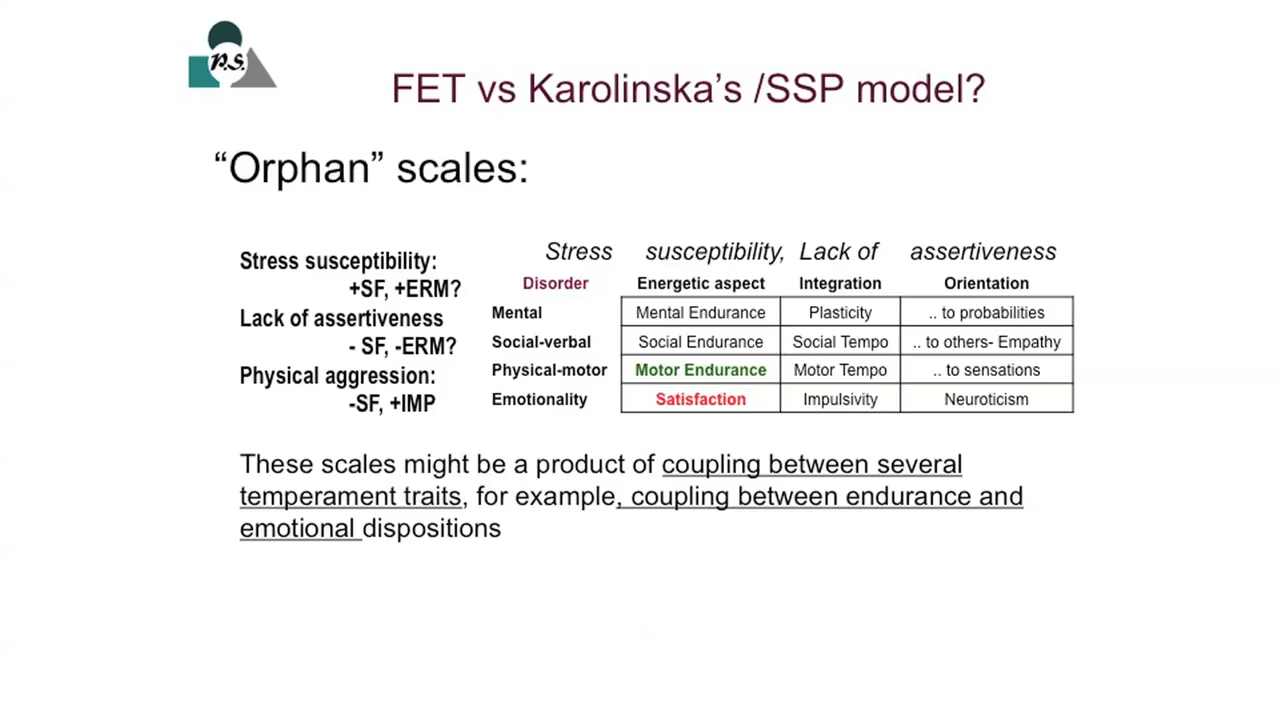 P.S.
FET vs Karolinska’s /SSP model?
“Orphan” scales:
Stress susceptibility:
+SF, +ERM?
Lack of assertiveness
- SF, -ERM?
Physical aggression:
-SF, +IMP
Stress susceptibility, Lack of assertiveness
Disorder Energetic aspect Integration Orientation
Mental Mental Endurance Plasticity .. to probabilities
Social-verbal Social Endurance Social Tempo .. to others- Empathy
Physical-motor Motor Endurance Motor Tempo .. to sensations
Emotionality Satisfaction Impulsivity Neuroticism
These scales might be a product of coupling between several
temperament traits, for example, coupling between endurance and
emotional dispositions